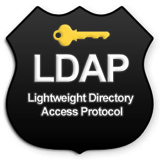 LDAP
Lightweight Directory
Access Protocol